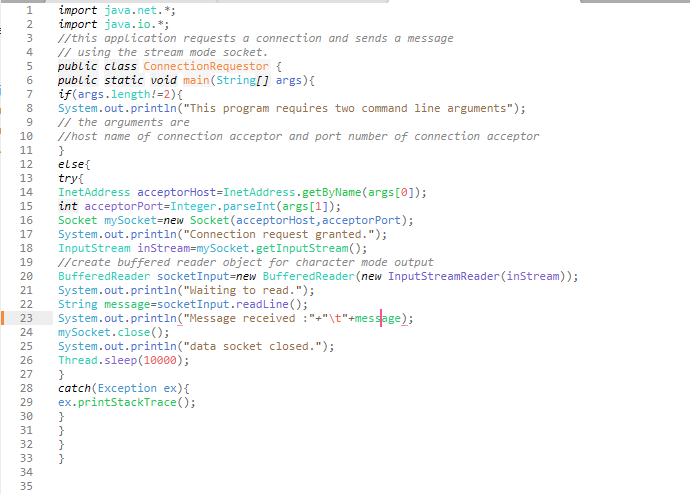 1 import java.net.*;
2 import java.io.*;
3 //this application requests a connection and sends a message
4 // using the stream mode socket.
5 public class ConnectionRequestor {
6 public static void main(String[] args){
7 if(args.length!=2){
8 System.out.println("This program requires two command line arguments");
9 // the arguments are
10 //host name of connection acceptor and port number of connection acceptor
11 }
12 else{
13 try{
14 InetAddress acceptorHost=InetAddress.getByName(args[0]);
15 int acceptorPort=Integer.parseInt(args[1]);
16 Socket mySocket=new Socket(acceptorHost,acceptorPort);
17 System.out.println("Connection request granted.");
18 InputStream inStream=mySocket.getInputStream();
19 //create buffered reader object for character mode output
20 BufferedReader socketInput=new BufferedReader(new InputStreamReader(inStream));
21 System.out.println("Waiting to read.");
22 String message=socketInput.readLine();
23 System.out.println("Message received :"+"\t"+message);
24 mySocket.close();
25 System.out.println("data socket closed.");
26 Thread.sleep(10000);
27 }
28 catch(Exception ex){
29 ex.printStackTrace();
30 }
31 }
32 }
33 }
34
35